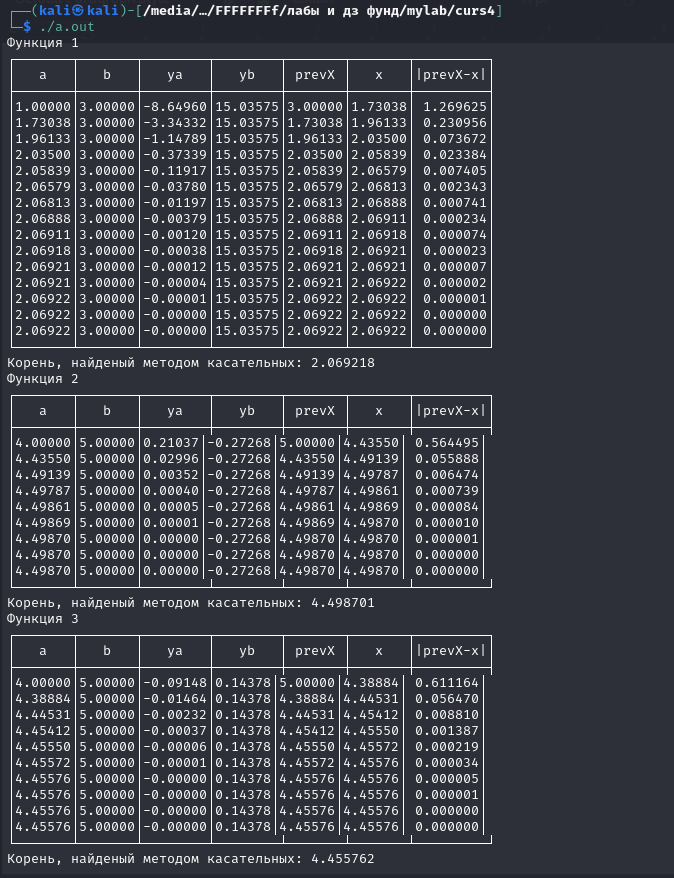 ┌──(kali㉿kali)-[/media/…/FFFFFFFf/лабы и дз фунд/mylab/curs4]
└─$ ./a.out
Функция 1
a b ya yb prevX x |prevX-x|
1.00000 3.00000 -8.64960 15.03575 3.00000 1.73038 1.269625
1.73038 3.00000 -3.34332 15.03575 1.73038 1.96133 0.230956
1.96133 3.00000 -1.14789 15.03575 1.96133 2.03500 0.073672
2.03500 3.00000 -0.37339 15.03575 2.03500 2.05839 0.023384
2.05839 3.00000 -0.11917 15.03575 2.05839 2.06579 0.007405
2.06579 3.00000 -0.03780 15.03575 2.06579 2.06813 0.002343
2.06813 3.00000 -0.01197 15.03575 2.06813 2.06888 0.000741
2.06888 3.00000 -0.00379 15.03575 2.06888 2.06911 0.000234
2.06911 3.00000 -0.00120 15.03575 2.06911 2.06918 0.000074
2.06918 3.00000 -0.00038 15.03575 2.06918 2.06921 0.000023
2.06921 3.00000 -0.00012 15.03575 2.06921 2.06921 0.000007
2.06921 3.00000 -0.00004 15.03575 2.06921 2.06922 0.000002
2.06922 3.00000 -0.00001 15.03575 2.06922 2.06922 0.000001
2.06922 3.00000 -0.00000 15.03575 2.06922 2.06922 0.000000
2.06922 3.00000 -0.00000 15.03575 2.06922 2.06922 0.000000
Корень, найденый методом касательных: 2.069218
Функция 2
a b ya yb prevX x |prevX-x|
4.00000 5.00000 0.21037 -0.27268 5.00000 4.43550 0.564495
4.43550 5.00000 0.02996 -0.27268 4.43550 4.49139 0.055888
4.49139 5.00000 0.00352 -0.27268 4.49139 4.49787 0.006474
4.49787 5.00000 0.00040 -0.27268 4.49787 4.49861 0.000739
4.49861 5.00000 0.00005 -0.27268 4.49861 4.49869 0.000084
4.49869 5.00000 0.00001 -0.27268 4.49869 4.49870 0.000010
4.49870 5.00000 0.00000 -0.27268 4.49870 4.49870 0.000001
4.49870 5.00000 0.00000 -0.27268 4.49870 4.49870 0.000000
4.49870 5.00000 0.00000 -0.27268 4.49870 4.49870 0.000000
Корень, найденый методом касательных: 4.498701
Функция 3
a b ya yb prevX x |prevX-x|
4.00000 5.00000 -0.09148 0.14378 5.00000 4.38884 0.611164
4.38884 5.00000 -0.01464 0.14378 4.38884 4.44531 0.056470
4.44531 5.00000 -0.00232 0.14378 4.44531 4.45412 0.008810
4.45412 5.00000 -0.00037 0.14378 4.45412 4.45550 0.001387
4.45550 5.00000 -0.00006 0.14378 4.45550 4.45572 0.000219
4.45572 5.00000 -0.00001 0.14378 4.45572 4.45576 0.000034
4.45576 5.00000 -0.00000 0.14378 4.45576 4.45576 0.000005
4.45576 5.00000 -0.00000 0.14378 4.45576 4.45576 0.000001
4.45576 5.00000 -0.00000 0.14378 4.45576 4.45576 0.000000
4.45576 5.00000 -0.00000 0.14378 4.45576 4.45576 0.000000
Корень, найденый методом касательных: 4.455762